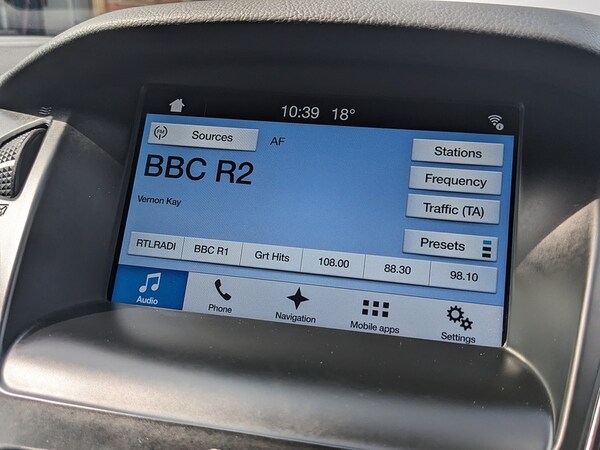 10:39 18°
FM Sources AF Stations
BBC R2
Frequency
Vernon Kay
Traffic (TA)
Presets
RTLRADI BBC R1 Grt Hits 108.00 88.30 98.10
Audio Phone Navigation Mobile apps Settings